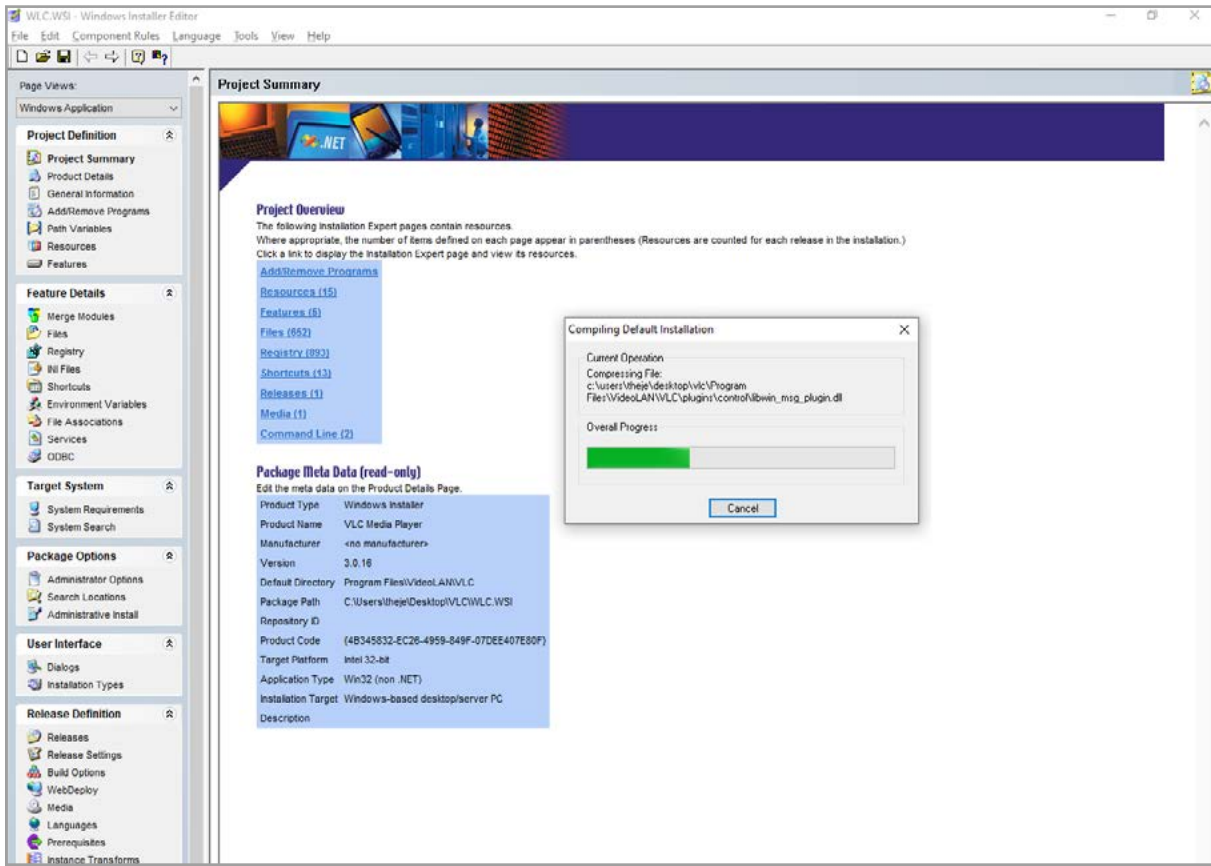 WLC.WSI - Windows Installer Editor
File Edit Component Rules Language Tools View Help
Page Views:
Windows Application
Project Definition
Project Summary
Product Details
General Information
Add/Remove Programs
Path Variables
Resources
Features
Feature Details
Merge Modules
Files
Registry
INI Files
Shortcuts
Environment Variables
File Associations
Services
ODBC
Target System
System Requirements
System Search
Package Options
Administrator Options
Search Locations
Administrative Install
User Interface
Dialogs
Installation Types
Release Definition
Releases
Release Settings
Build Options
WebDeploy
Media
Languages
Prerequisites
Instance Transforms
Project Summary
.NET
Project Overview
The following Installation Expert pages contain resources.
Where appropriate, the number of items defined on each page appear in parentheses (Resources are counted for each release in the installation.)
Click a link to display the Installation Expert page and view its resources.
Add/Remove Programs
Resources (15)
Features (5)
Files (652)
Registry (893)
Shortcuts (13)
Releases (1)
Media (1)
Command Line (2)
Package Meta Data (read-only)
Edit the meta data on the Product Details Page.
Product Type Windows Installer
Product Name VLC Media Player
Manufacturer <no manufacturer>
Version 3.0.16
Default Directory Program Files\VideoLAN\VLC
Package Path C:\Users\theje\Desktop\VLC\WLC.WSI
Repository ID
Product Code {4B345832-EC26-4959-849F-07DEE407E80F}
Target Platform Intel 32-bit
Application Type Win32 (non .NET)
Installation Target Windows-based desktop/server PC
Description
Compiling Default Installation
Current Operation
Compressing File:
c:\users\theje\desktop\vlc\Program
Files\VideoLAN\VLC\plugins\control\libwin_msg_plugin.dll
Overall Progress
Cancel